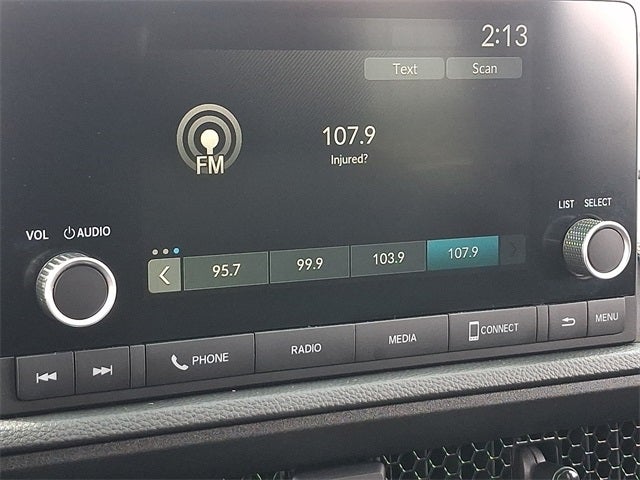 2:13
Text Scan
107.9
Injured?
FM
VOL AUDIO
LIST SELECT
95.7 99.9 103.9 107.9
PHONE RADIO MEDIA CONNECT MENU